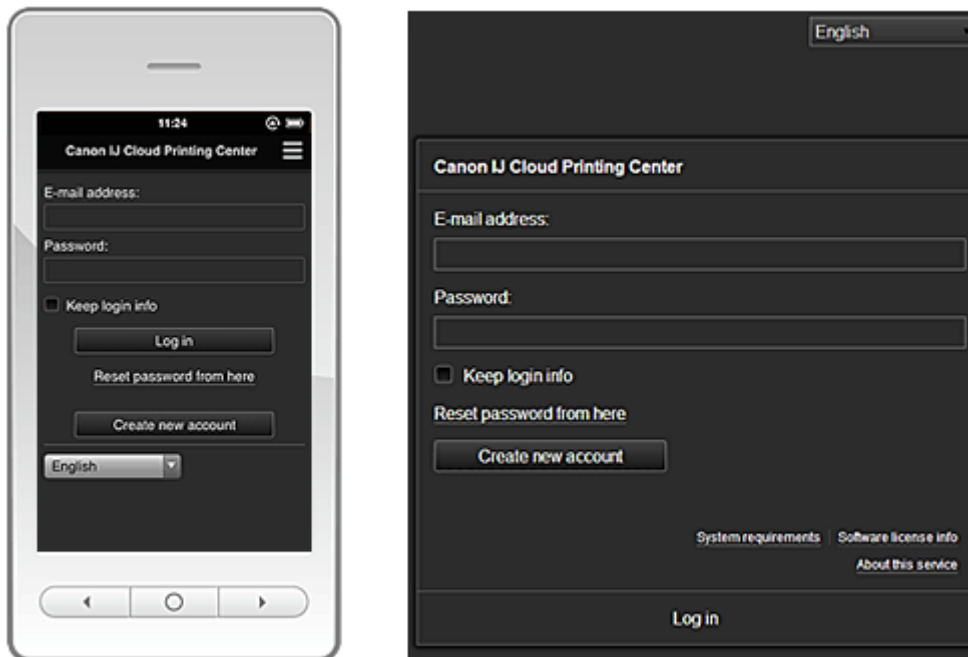 11:24
Canon IJ Cloud Printing Center
E-mail address:
Password:
Keep login info
Log in
Reset password from here
Create new account
English
English
Canon IJ Cloud Printing Center
E-mail address:
Password:
Keep login info
Reset password from here
Create new account
System requirements Software license info
About this service
Log in